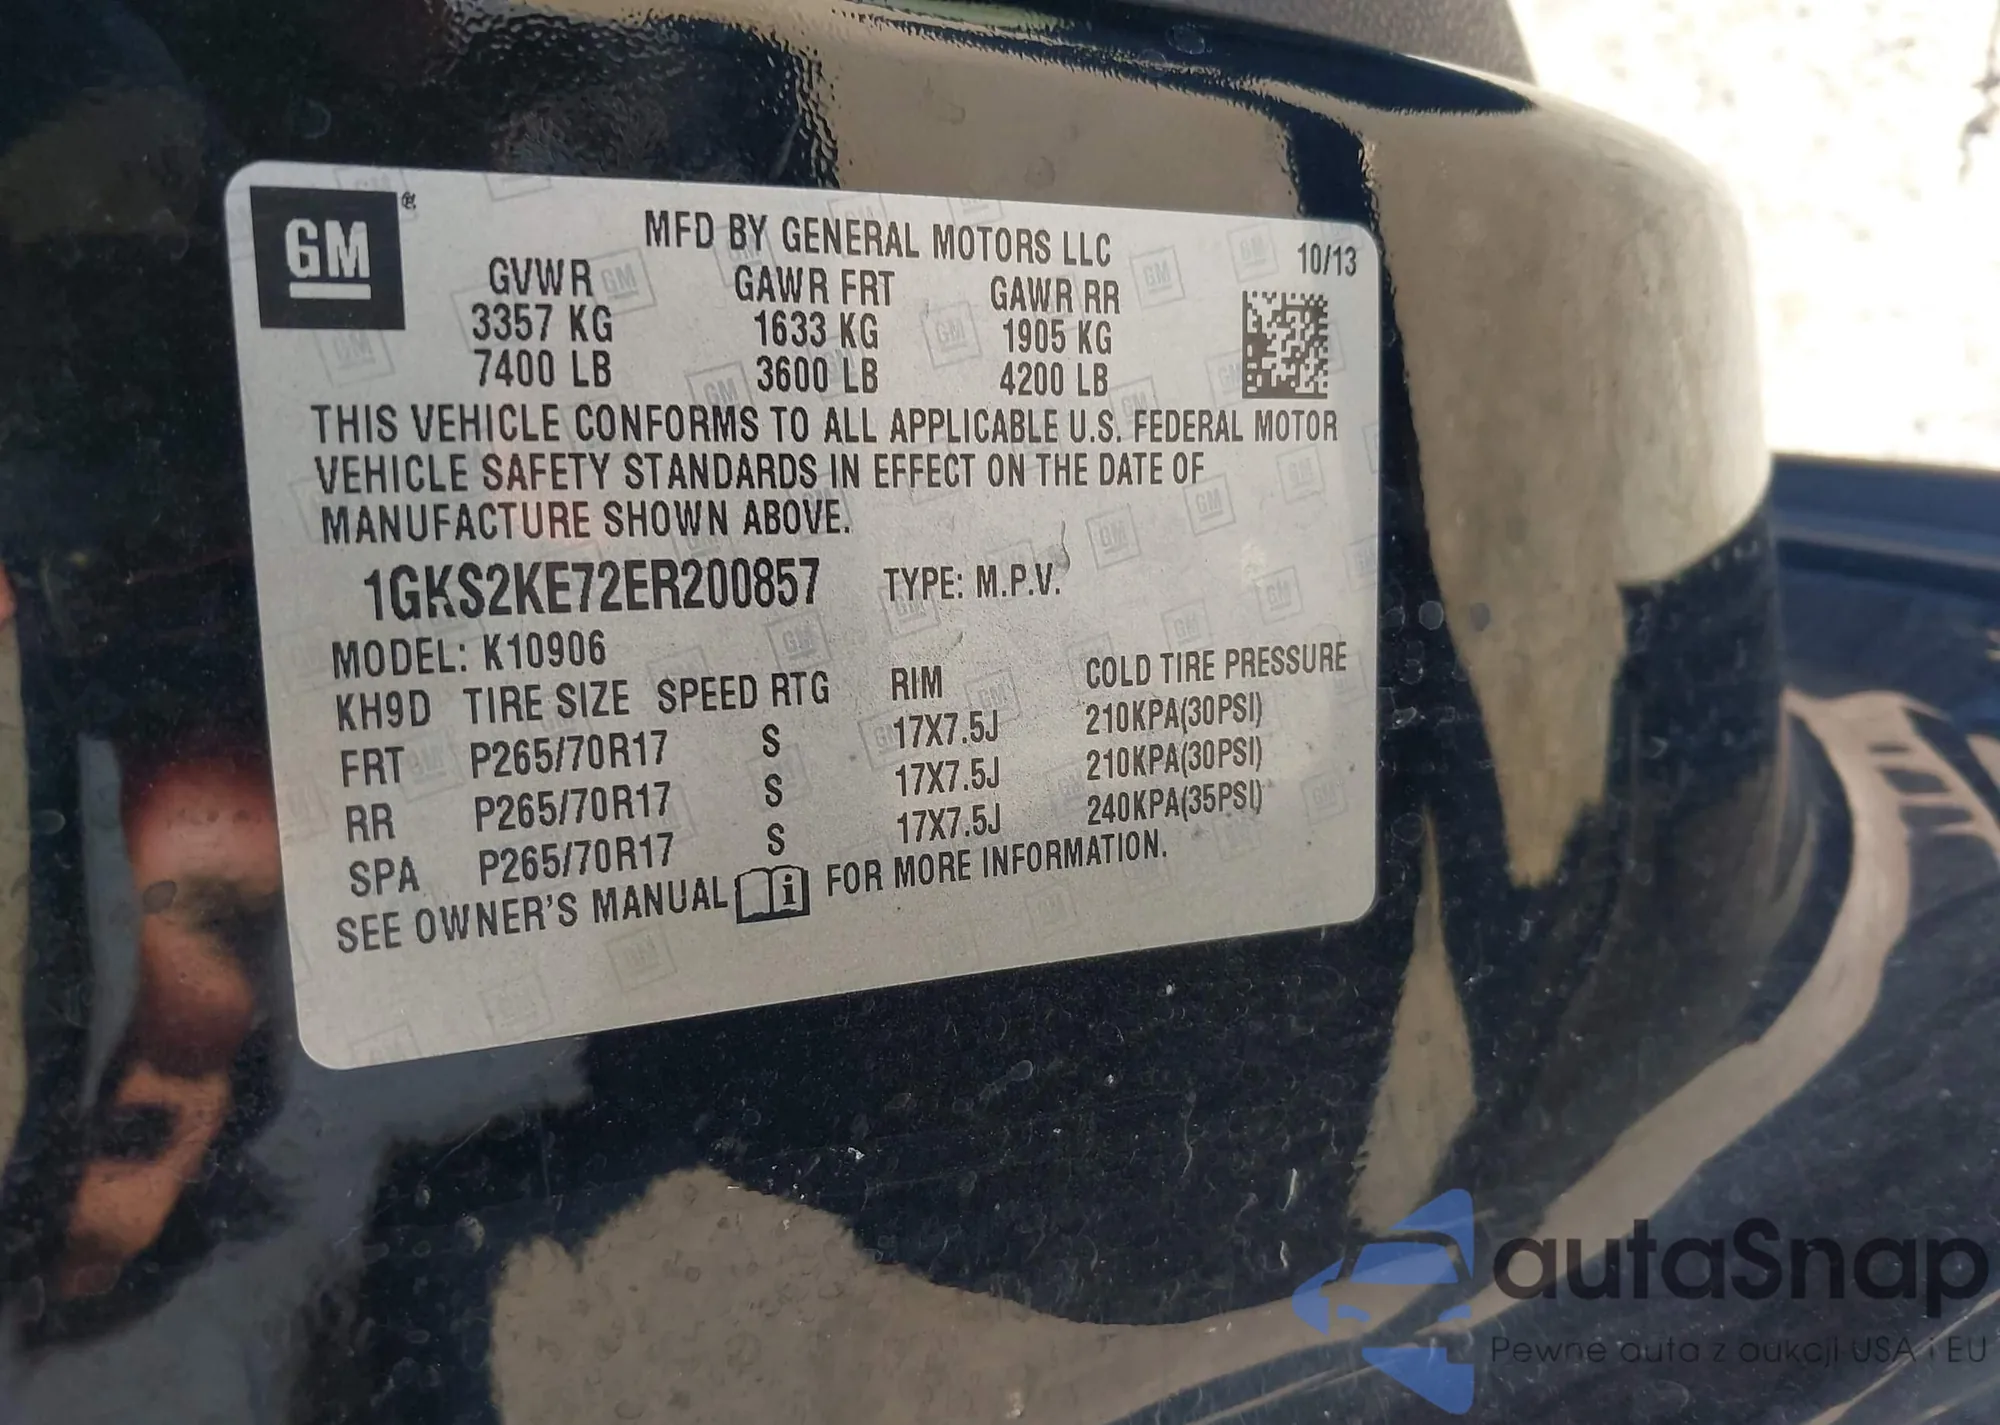 GM®
MFD BY GENERAL MOTORS LLC
10/13
GVWR GAWR FRT GAWR RR
3357 KG 1633 KG 1905 KG
7400 LB 3600 LB 4200 LB
THIS VEHICLE CONFORMS TO ALL APPLICABLE U.S. FEDERAL MOTOR
VEHICLE SAFETY STANDARDS IN EFFECT ON THE DATE OF
MANUFACTURE SHOWN ABOVE.
1GKS2KE72ER200857 TYPE: M.P.V.
MODEL: K10906
KH9D TIRE SIZE SPEED RTG RIM COLD TIRE PRESSURE
FRT P265/70R17 S 17X7.5J 210KPA(30PSI)
RR P265/70R17 S 17X7.5J 210KPA(30PSI)
SPA P265/70R17 S 17X7.5J 240KPA(35PSI)
SEE OWNER'S MANUAL i FOR MORE INFORMATION.
autaSnap
Pewne auta z aukcji USA i EU